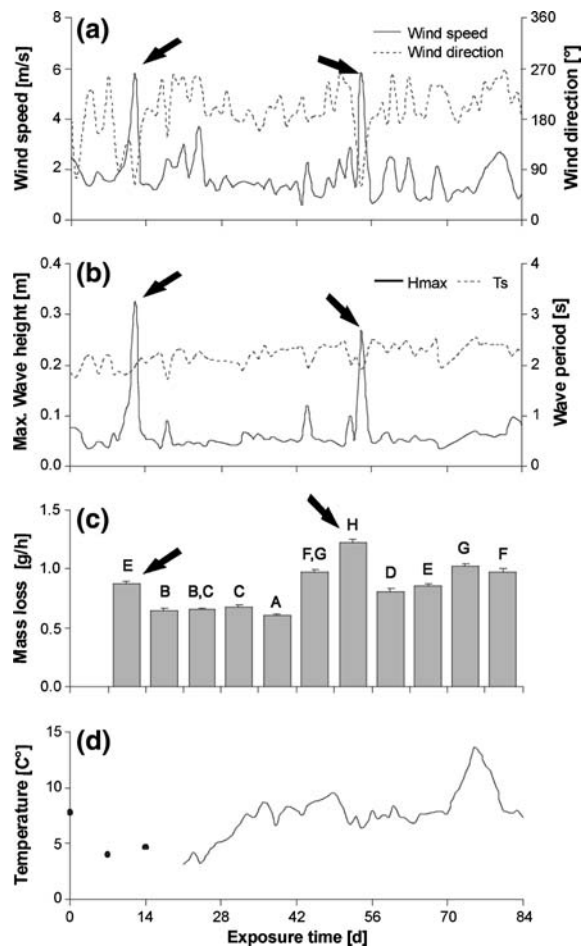 (a)
Wind speed
Wind direction
Wind speed [m/s]
8
6
4
2
0
Wind direction [°]
360
270
180
90
0
(b)
Hmax
Ts
Max. Wave height [m]
0.4
0.3
0.2
0.1
0.0
Wave period [s]
4
3
2
1
0
(c)
Mass loss [g/h]
1.5
1.0
0.5
0.0
E
B
B,C
C
A
F,G
H
D
E
G
F
(d)
Temperature [C°]
15
10
5
0
0 14 28 42 56 70 84
Exposure time [d]